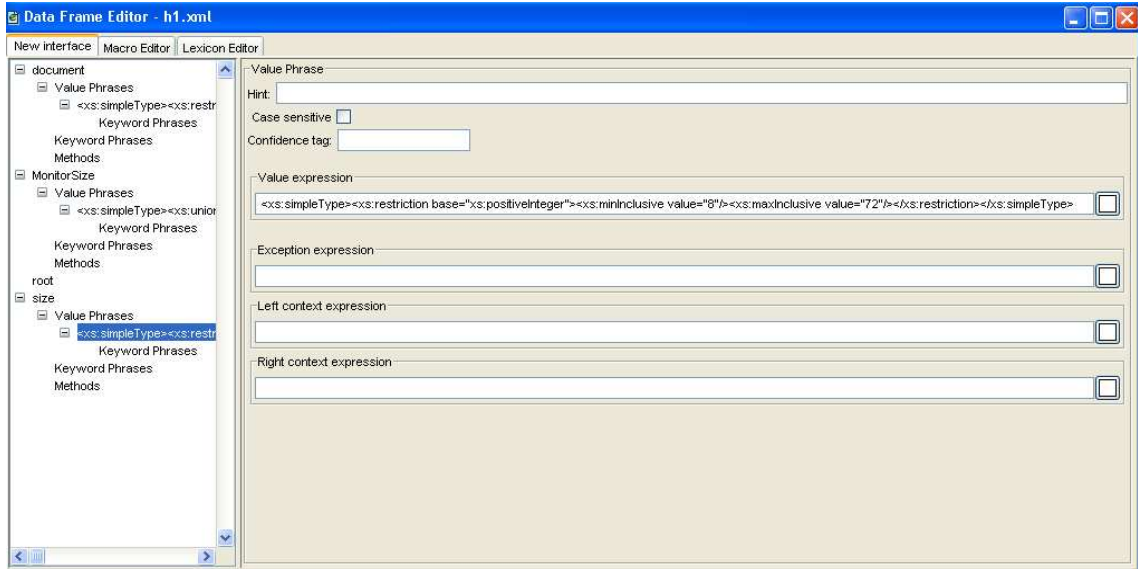 Data Frame Editor - h1.xml
New interface Macro Editor Lexicon Editor
document
Value Phrases
<xs:simpleType><xs:restr
Keyword Phrases
Keyword Phrases
Methods
MonitorSize
Value Phrases
<xs:simpleType><xs:union
Keyword Phrases
Keyword Phrases
Methods
root
size
Value Phrases
<xs:simpleType><xs:restr
Keyword Phrases
Keyword Phrases
Methods
Value Phrase
Hint:
Case sensitive
Confidence tag:
Value expression
<xs:simpleType><xs:restriction base="xs:positiveInteger"><xs:minInclusive value="8"/><xs:maxInclusive value="72"/></xs:restriction></xs:simpleType>
Exception expression
Left context expression
Right context expression